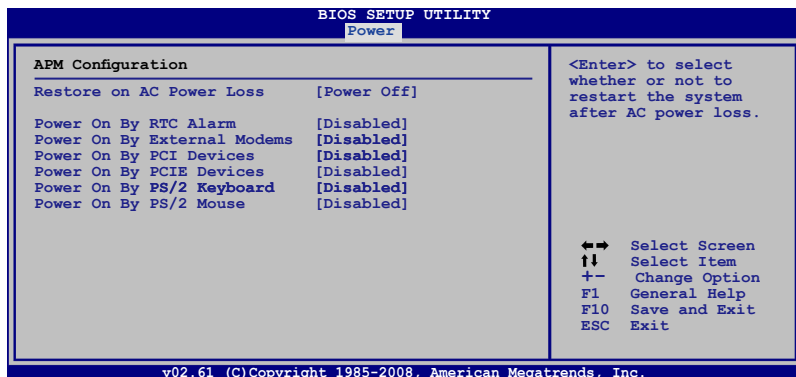 BIOS SETUP UTILITY
Power
APM Configuration
Restore on AC Power Loss [Power Off]
Power On By RTC Alarm [Disabled]
Power On By External Modems [Disabled]
Power On By PCI Devices [Disabled]
Power On By PCIE Devices [Disabled]
Power On By PS/2 Keyboard [Disabled]
Power On By PS/2 Mouse [Disabled]
<Enter> to select
whether or not to
restart the system
after AC power loss.
←→ Select Screen
↑↓ Select Item
+- Change Option
F1 General Help
F10 Save and Exit
ESC Exit
v02.61 (C)Copyright 1985-2008, American Megatrends, Inc.